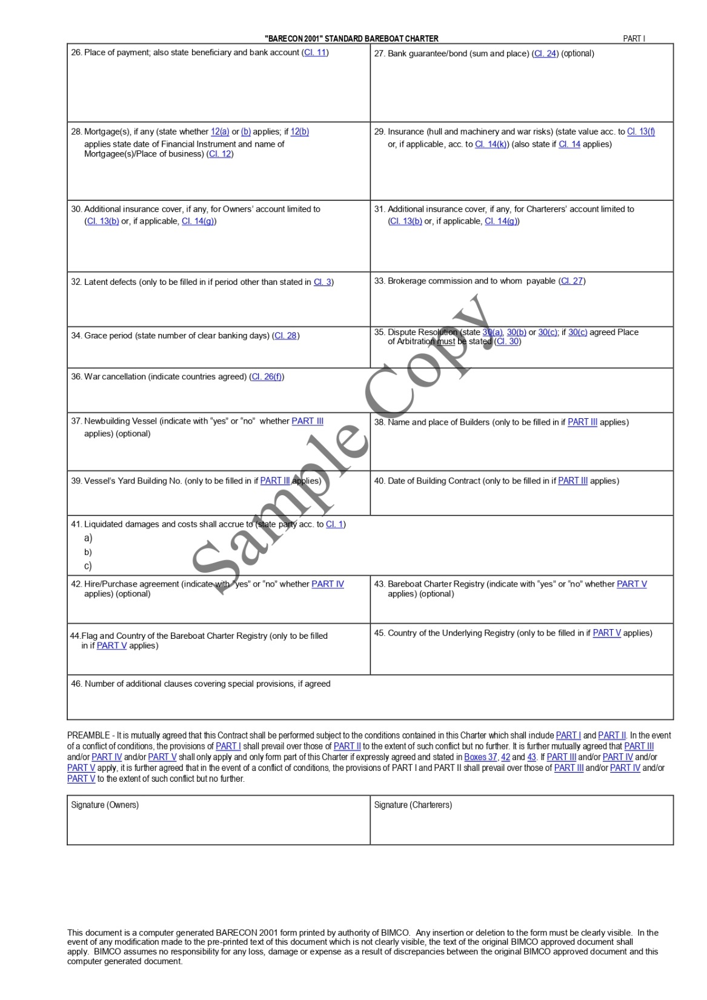 "BARECON 2001" STANDARD BAREBOAT CHARTER PART I
26. Place of payment; also state beneficiary and bank account (Cl. 11)
27. Bank guarantee/bond (sum and place) (Cl. 24) (optional)
28. Mortgage(s), if any (state whether 12(a) or (b) applies; if 12(b)
applies state date of Financial Instrument and name of
Mortgagee(s)/Place of business) (Cl. 12)
29. Insurance (hull and machinery and war risks) (state value acc. to Cl. 13(f)
or, if applicable, acc. to Cl. 14(k)) (also state if Cl. 14 applies)
30. Additional insurance cover, if any, for Owners’ account limited to
(Cl. 13(b) or, if applicable, Cl. 14(g))
31. Additional insurance cover, if any, for Charterers’ account limited to
(Cl. 13(b) or, if applicable, Cl. 14(g))
32. Latent defects (only to be filled in if period other than stated in Cl. 3)
33. Brokerage commission and to whom payable (Cl. 27)
34. Grace period (state number of clear banking days) (Cl. 28)
35. Dispute Resolution (state 30(a), 30(b) or 30(c); if 30(c) agreed Place
of Arbitration must be stated (Cl. 30)
36. War cancellation (indicate countries agreed) (Cl. 26(f))
37. Newbuilding Vessel (indicate with “yes” or “no” whether PART III
applies) (optional)
38. Name and place of Builders (only to be filled in if PART III applies)
39. Vessel’s Yard Building No. (only to be filled in if PART III applies)
40. Date of Building Contract (only to be filled in if PART III applies)
41. Liquidated damages and costs shall accrue to (state party acc. to Cl. 1)
a)
b)
c)
42. Hire/Purchase agreement (indicate with “yes” or “no” whether PART IV
applies) (optional)
43. Bareboat Charter Registry (indicate with “yes” or “no” whether PART V
applies) (optional)
44.Flag and Country of the Bareboat Charter Registry (only to be filled
in if PART V applies)
45. Country of the Underlying Registry (only to be filled in if PART V applies)
46. Number of additional clauses covering special provisions, if agreed
Sample Copy
PREAMBLE - It is mutually agreed that this Contract shall be performed subject to the conditions contained in this Charter which shall include PART I and PART II. In the event
of a conflict of conditions, the provisions of PART I shall prevail over those of PART II to the extent of such conflict but no further. It is further mutually agreed that PART III
and/or PART IV and/or PART V shall only apply and only form part of this Charter if expressly agreed and stated in Boxes 37, 42 and 43. If PART III and/or PART IV and/or
PART V apply, it is further agreed that in the event of a conflict of conditions, the provisions of PART I and PART II shall prevail over those of PART III and/or PART IV and/or
PART V to the extent of such conflict but no further.
Signature (Owners)
Signature (Charterers)
This document is a computer generated BARECON 2001 form printed by authority of BIMCO. Any insertion or deletion to the form must be clearly visible. In the
event of any modification made to the pre-printed text of this document which is not clearly visible, the text of the original BIMCO approved document shall
apply. BIMCO assumes no responsibility for any loss, damage or expense as a result of discrepancies between the original BIMCO approved document and this
computer generated document.